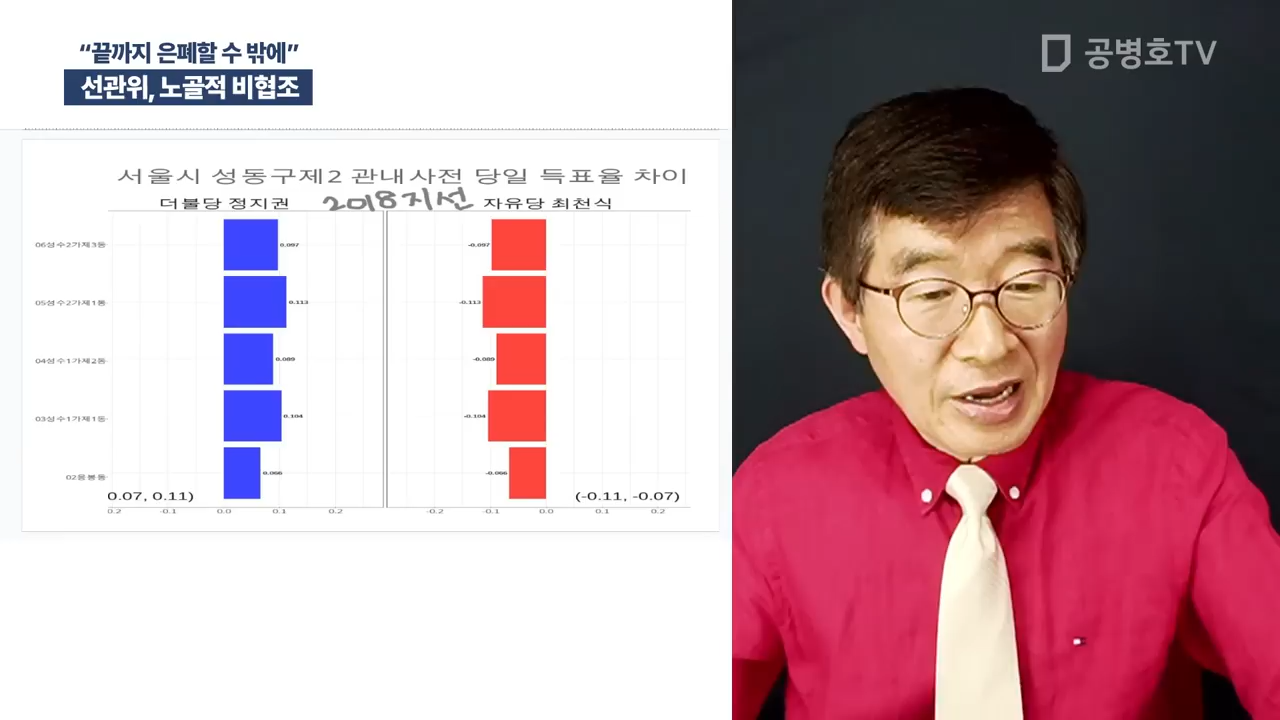 “끝까지 은폐할 수 밖에”
선관위, 노골적 비협조
공병호TV
서울시 성동구제2 관내사전 당일 득표율 차이
더불당 정지권
2018지선
자유당 최천식
06성수2가제3동
0.097
-0.097
05성수2가제1동
0.113
-0.113
04성수1가제2동
0.089
-0.089
03성수1가제1동
0.104
-0.104
02응봉동
0.066
-0.066
0.07, 0.11)
(-0.11, -0.07)
0.2 -0.1 0.0 0.1 0.2
-0.2 -0.1 0.0 0.1 0.2